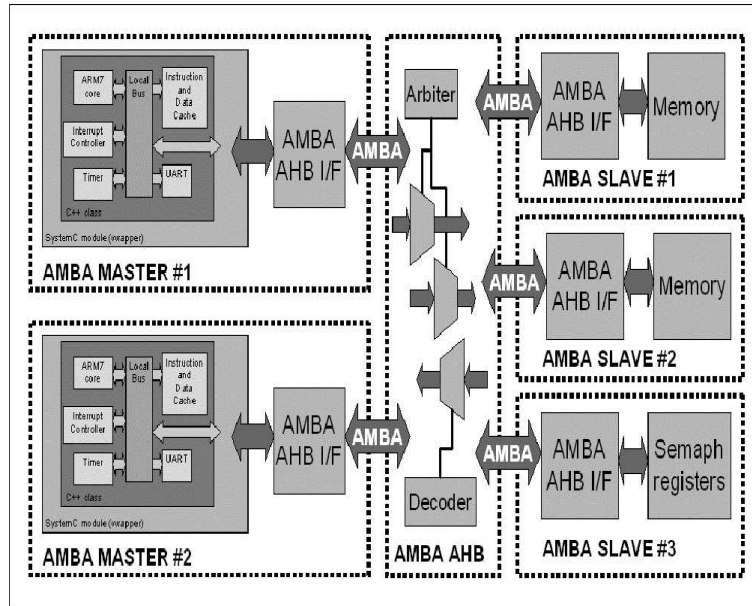 ARM7
core
Local
Bus
Instruction
and
Data
Cache
Interrupt
Controller
Timer
UART
C++ class
SystemC module (wrapper)
AMBA
AHB I/F
AMBA
AMBA MASTER #1
ARM7
core
Local
Bus
Instruction
and
Data
Cache
Interrupt
Controller
Timer
UART
C++ class
SystemC module (wrapper)
AMBA
AHB I/F
AMBA
AMBA MASTER #2
Arbiter
Decoder
AMBA AHB
AMBA
AMBA
AHB I/F
Memory
AMBA SLAVE #1
AMBA
AMBA
AHB I/F
Memory
AMBA SLAVE #2
AMBA
AMBA
AHB I/F
Semaph
registers
AMBA SLAVE #3